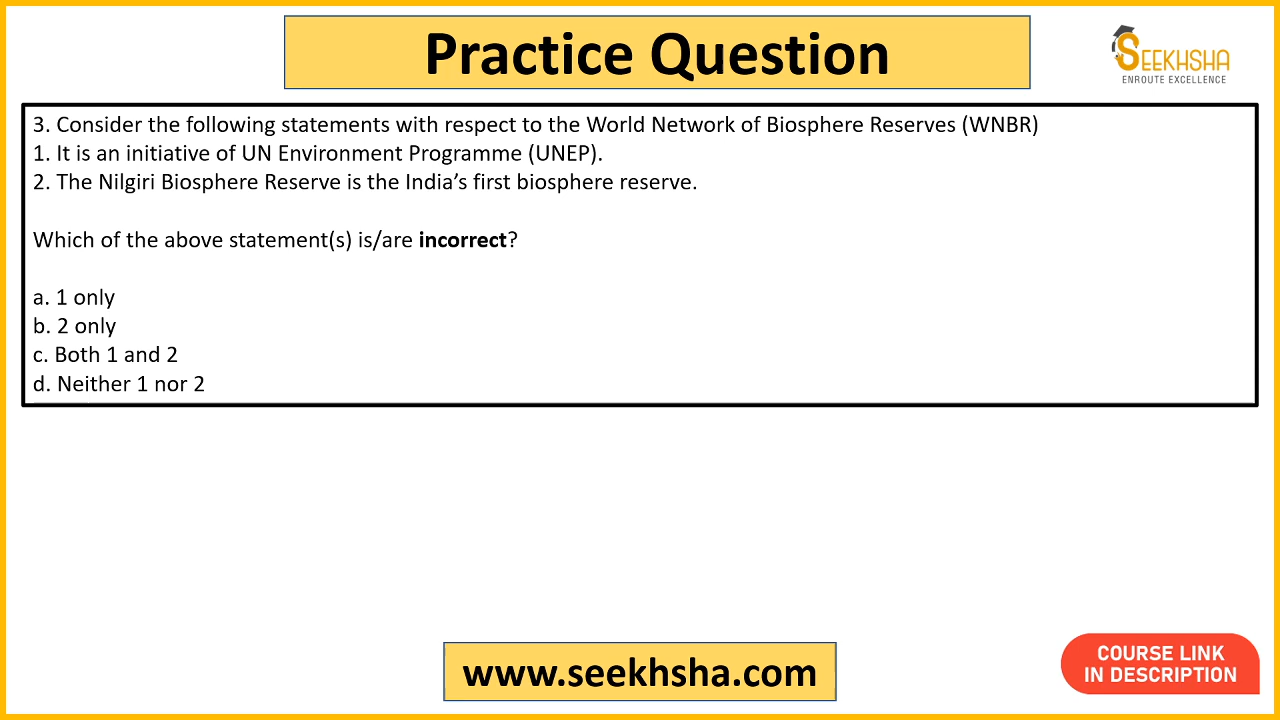 Practice Question
SEEKHSHA
ENROUTE EXCELLENCE
3. Consider the following statements with respect to the World Network of Biosphere Reserves (WNBR)
1. It is an initiative of UN Environment Programme (UNEP).
2. The Nilgiri Biosphere Reserve is the India’s first biosphere reserve.
Which of the above statement(s) is/are incorrect?
a. 1 only
b. 2 only
c. Both 1 and 2
d. Neither 1 nor 2
www.seekhsha.com
COURSE LINK
IN DESCRIPTION